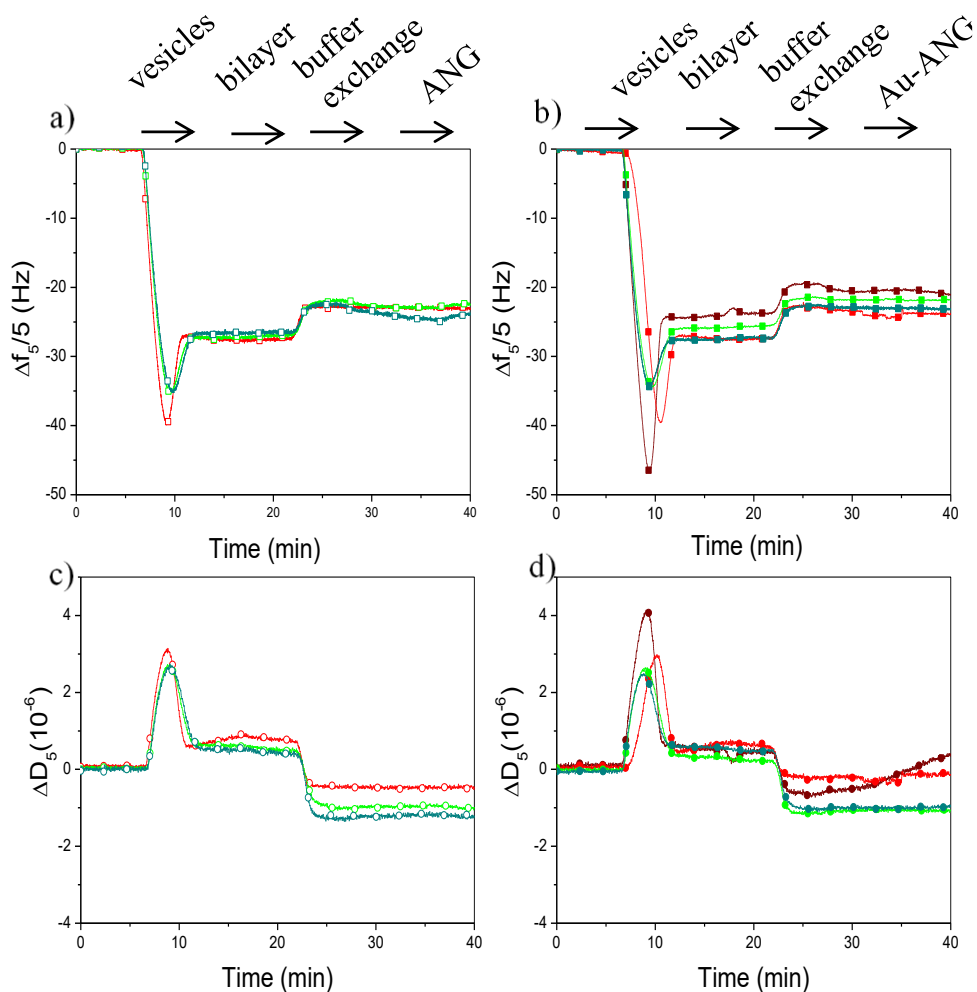 vesicles
bilayer
buffer
exchange
ANG
vesicles
bilayer
buffer
exchange
Au-ANG
a)
0
-10
-20
-30
-40
-50
Δf5/5 (Hz)
0 10 20 30 40
Time (min)
b)
0
-10
-20
-30
-40
-50
Δf5/5 (Hz)
0 10 20 30 40
Time (min)
c)
4
2
0
-2
-4
ΔD5(10-6)
0 10 20 30 40
Time (min)
d)
4
2
0
-2
-4
ΔD5(10-6)
0 10 20 30 40
Time (min)